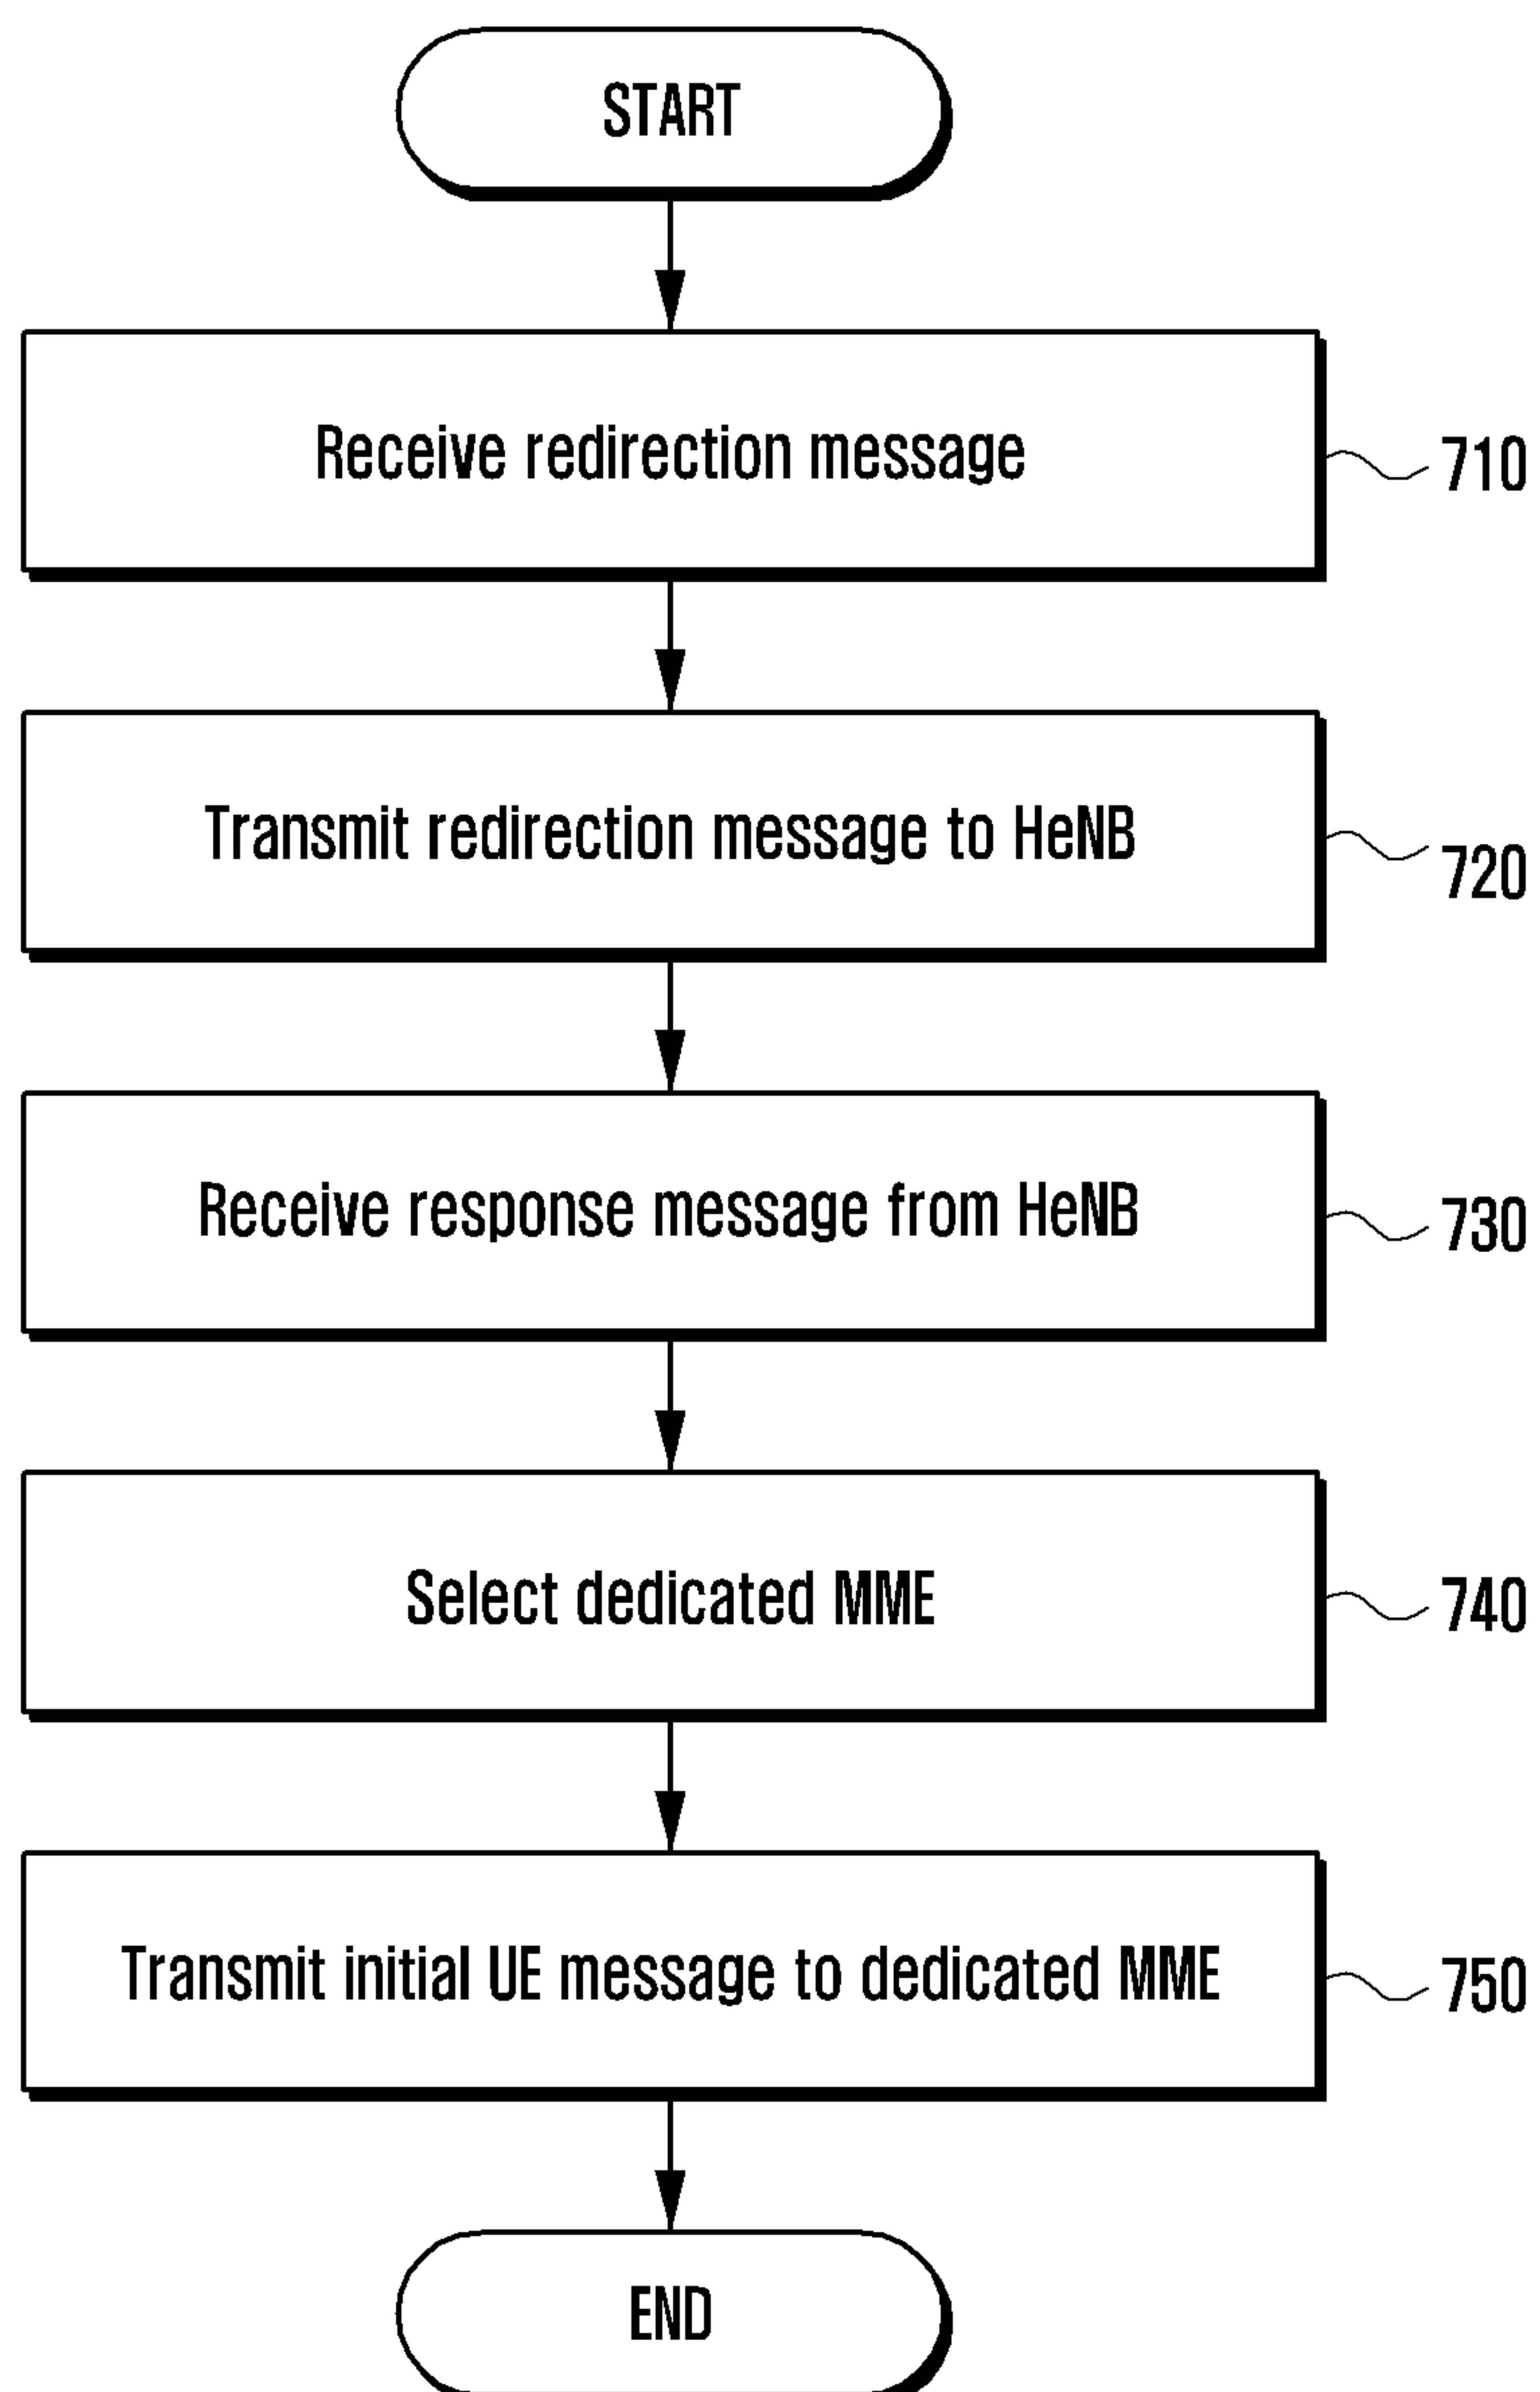 START
Receive redirection message
710
Transmit redirection message to HeNB
720
Receive response message from HeNB
730
Select dedicated MME
740
Transmit initial UE message to dedicated MME
750
END